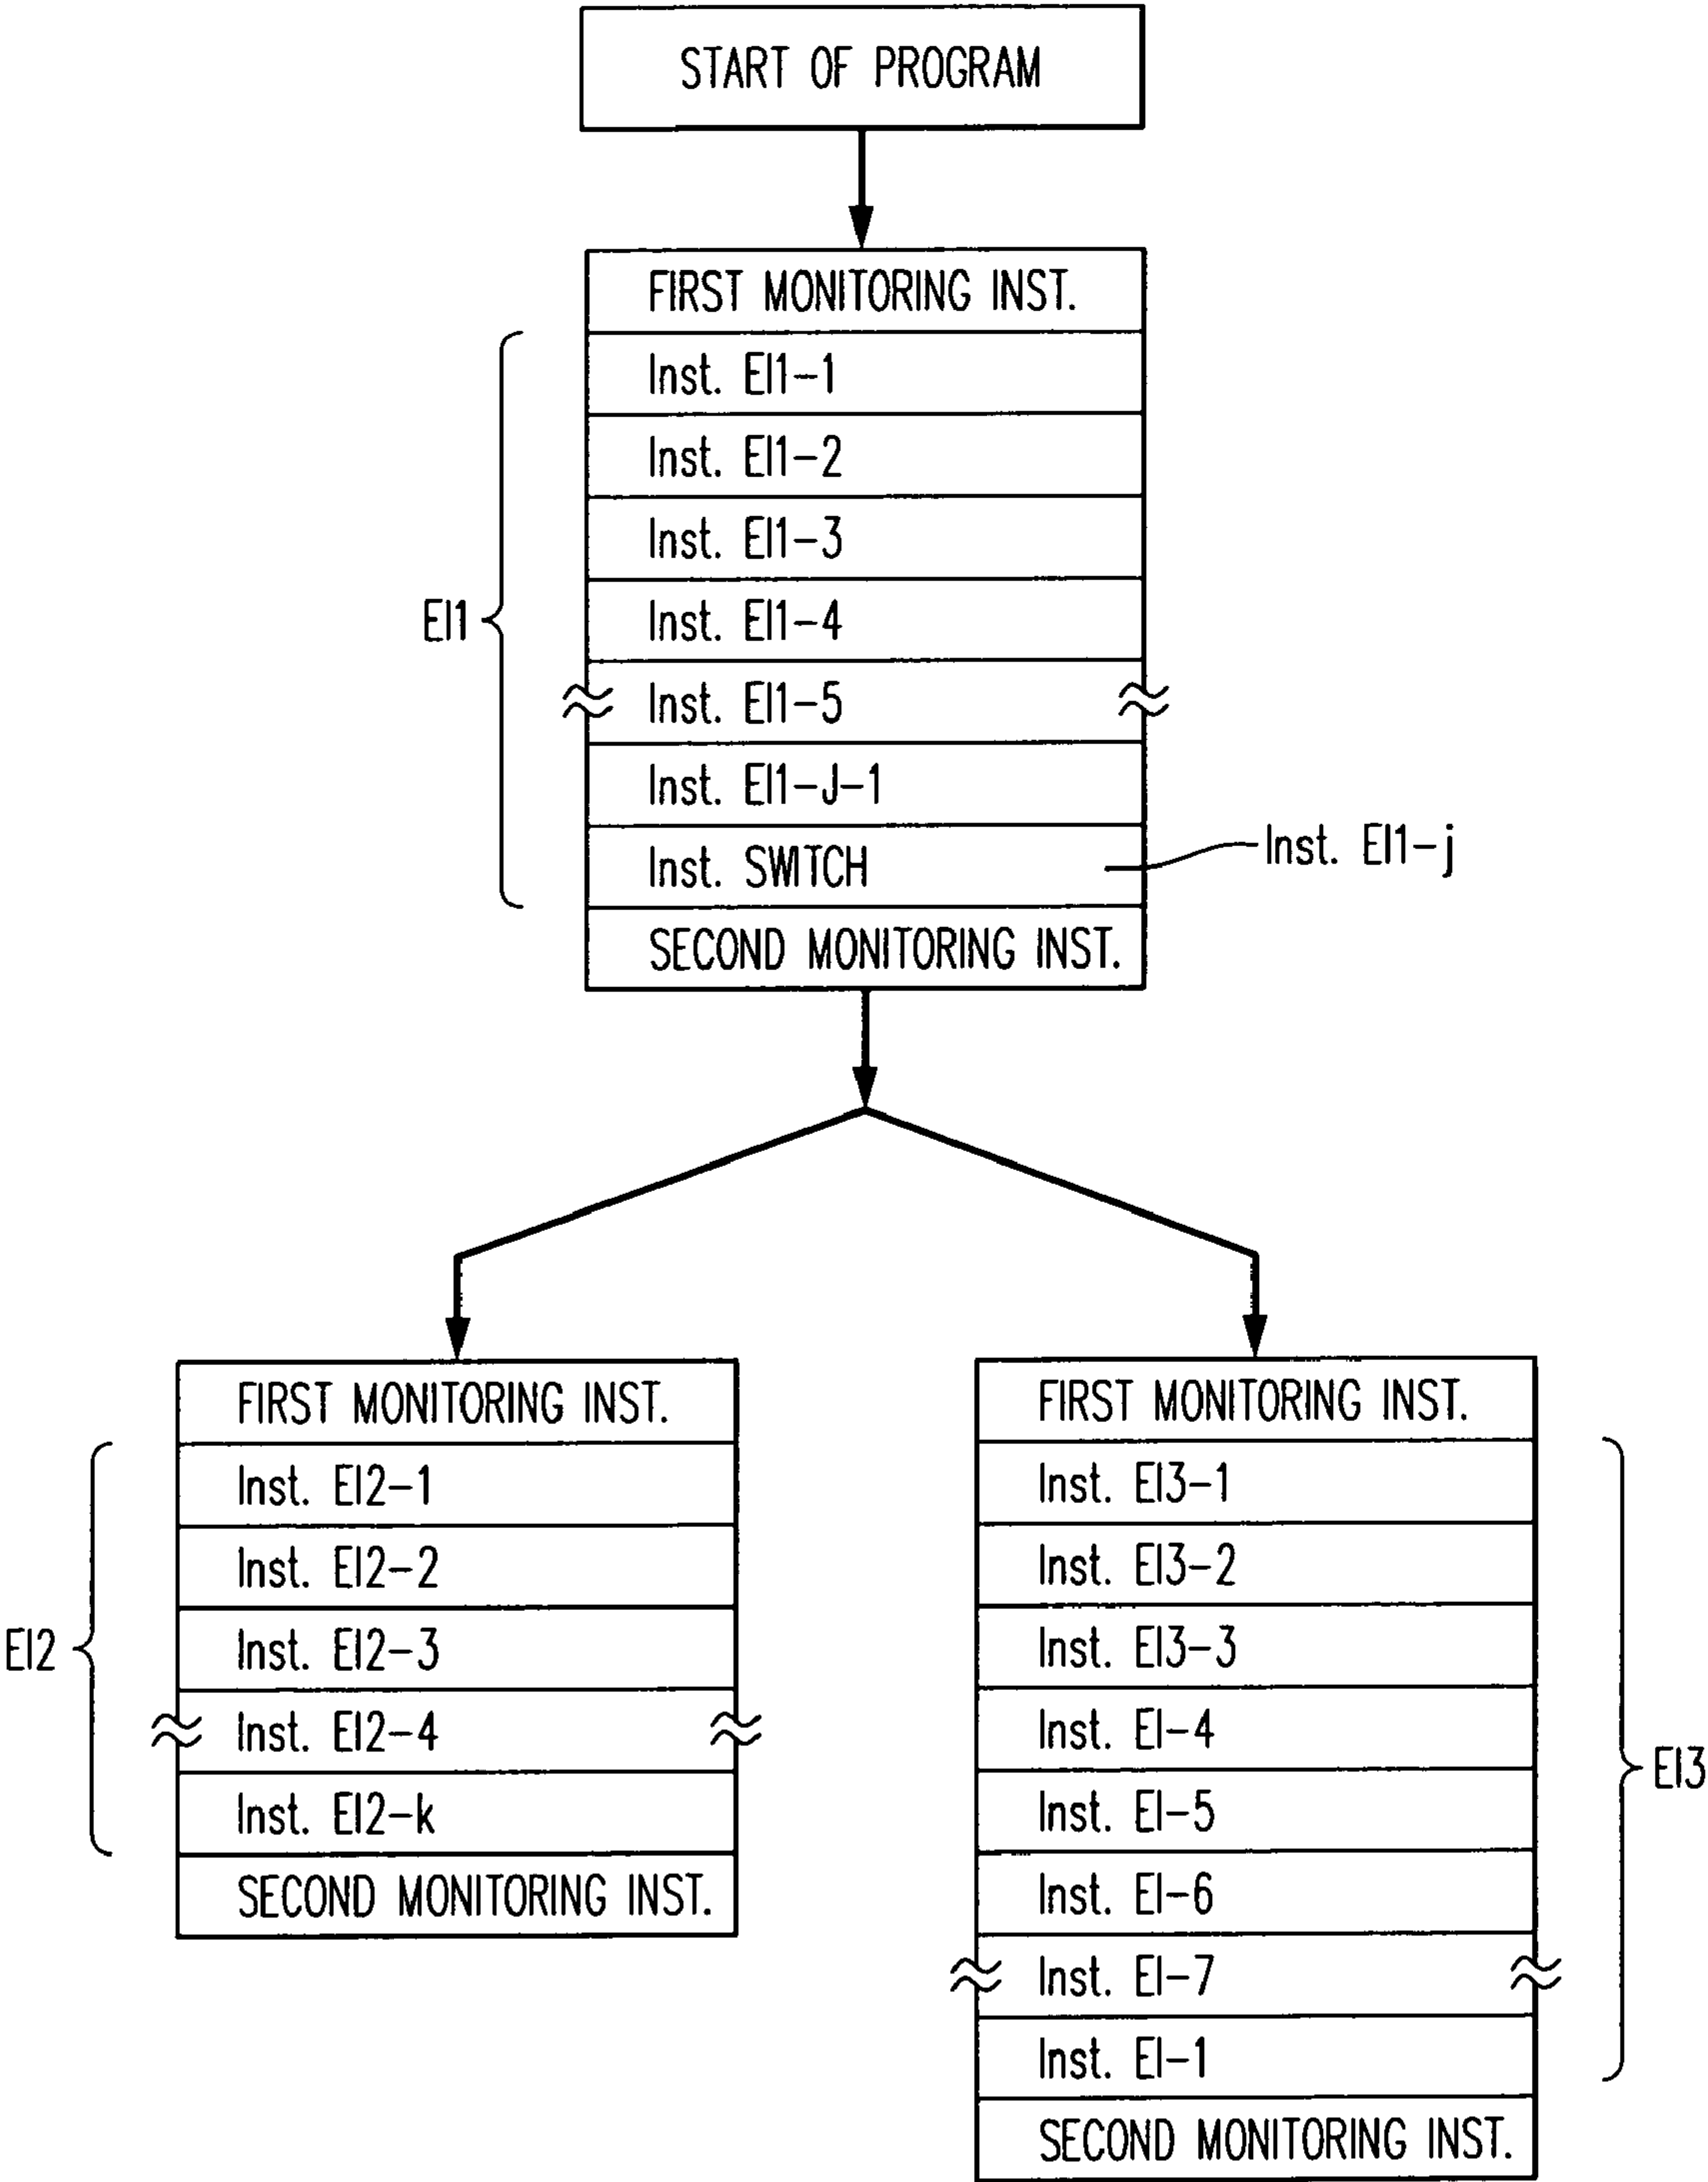 START OF PROGRAM
FIRST MONITORING INST.
Inst. EI1-1
Inst. EI1-2
Inst. EI1-3
Inst. EI1-4
EI1
Inst. EI1-5
Inst. EI1-J-1
Inst. SWITCH
Inst. EI1-j
SECOND MONITORING INST.
FIRST MONITORING INST.
Inst. EI2-1
Inst. EI2-2
Inst. EI2-3
EI2
Inst. EI2-4
Inst. EI2-k
SECOND MONITORING INST.
FIRST MONITORING INST.
Inst. EI3-1
Inst. EI3-2
Inst. EI3-3
Inst. EI-4
EI3
Inst. EI-5
Inst. EI-6
Inst. EI-7
Inst. EI-1
SECOND MONITORING INST.